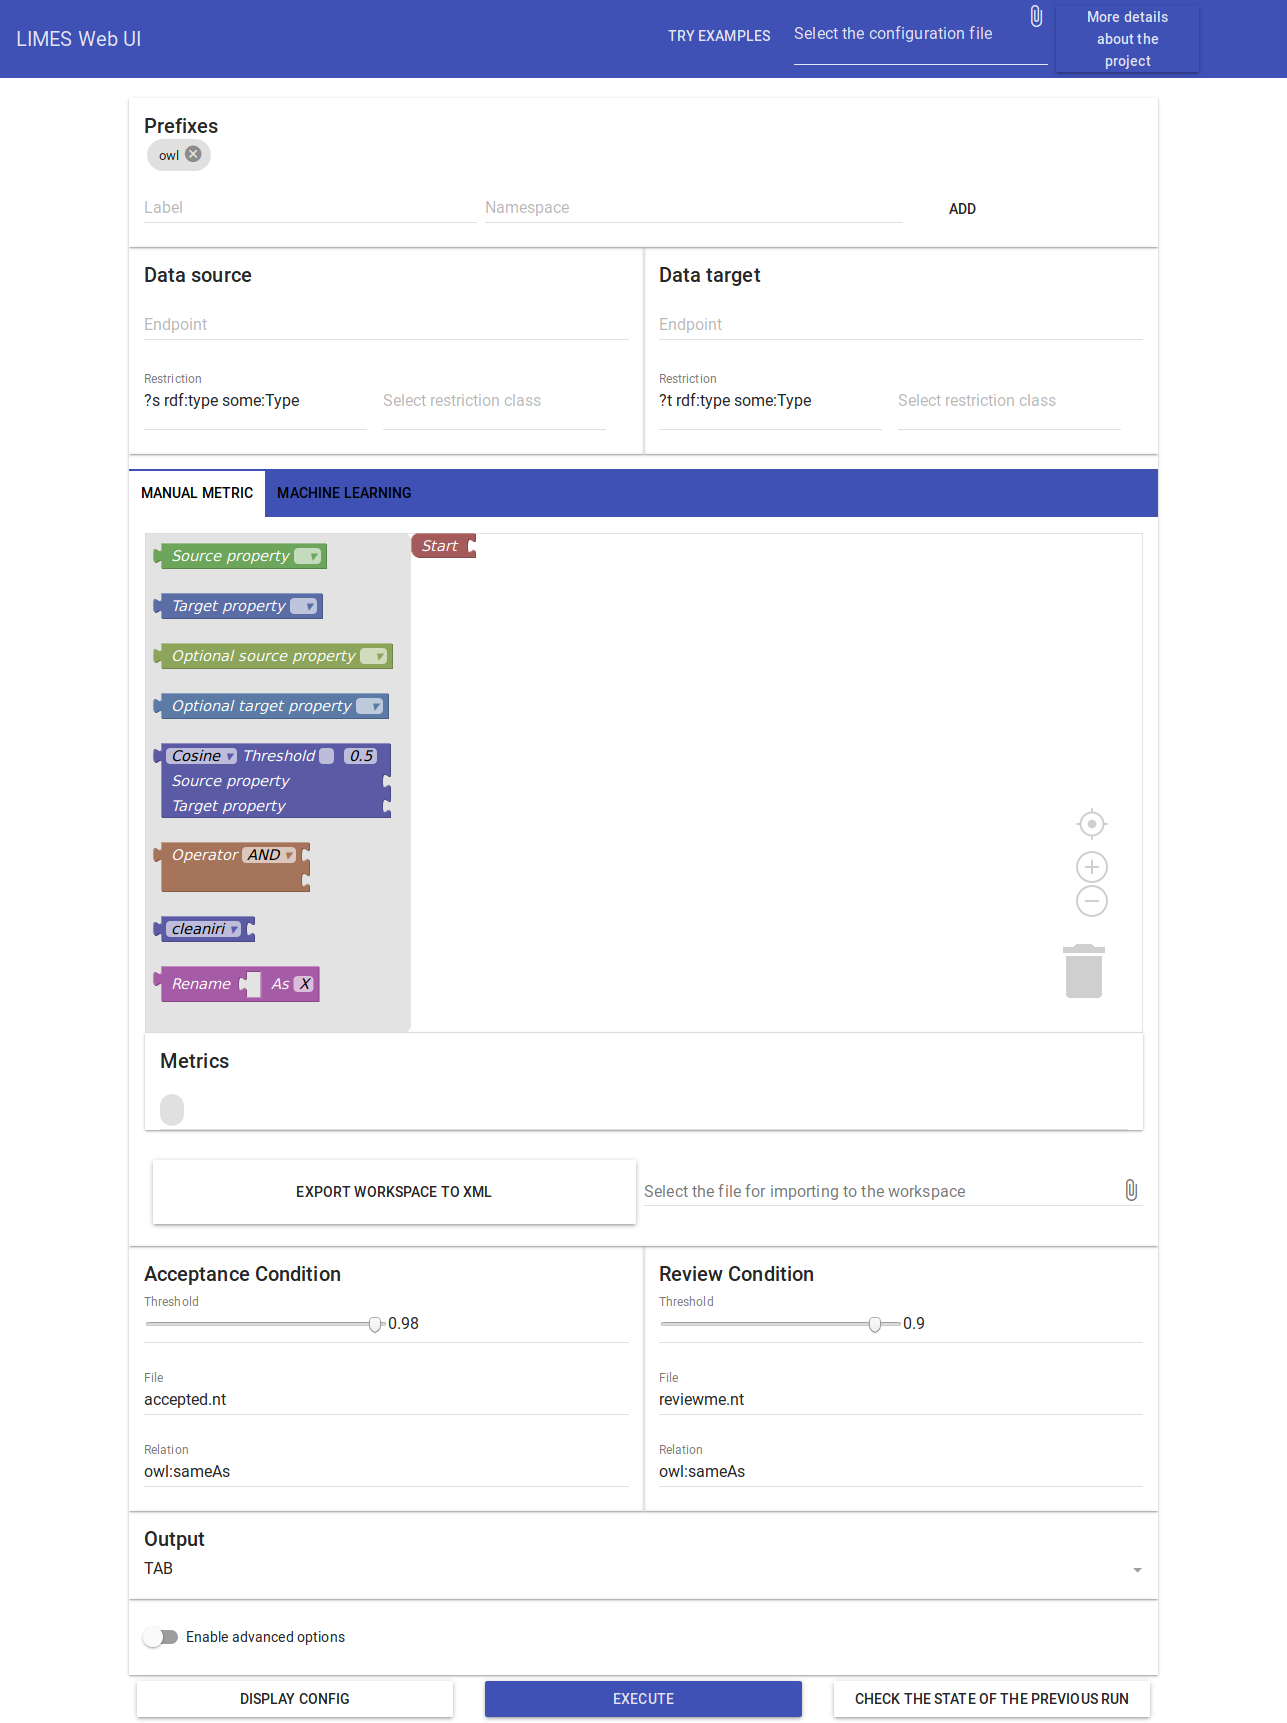 LIMES Web UI
TRY EXAMPLES
Select the configuration file
More details
about the
project
Prefixes
owl
Label
Namespace
ADD
Data source
Endpoint
Restriction
?s rdf:type some:Type
Select restriction class
Data target
Endpoint
Restriction
?t rdf:type some:Type
Select restriction class
MANUAL METRIC
MACHINE LEARNING
Source property
Target property
Optional source property
Optional target property
Cosine Threshold 0.5
Source property
Target property
Operator AND
cleaniri
Rename As X
Start
Metrics
EXPORT WORKSPACE TO XML
Select the file for importing to the workspace
Acceptance Condition
Threshold
0.98
File
accepted.nt
Relation
owl:sameAs
Review Condition
Threshold
0.9
File
reviewme.nt
Relation
owl:sameAs
Output
TAB
Enable advanced options
DISPLAY CONFIG
EXECUTE
CHECK THE STATE OF THE PREVIOUS RUN